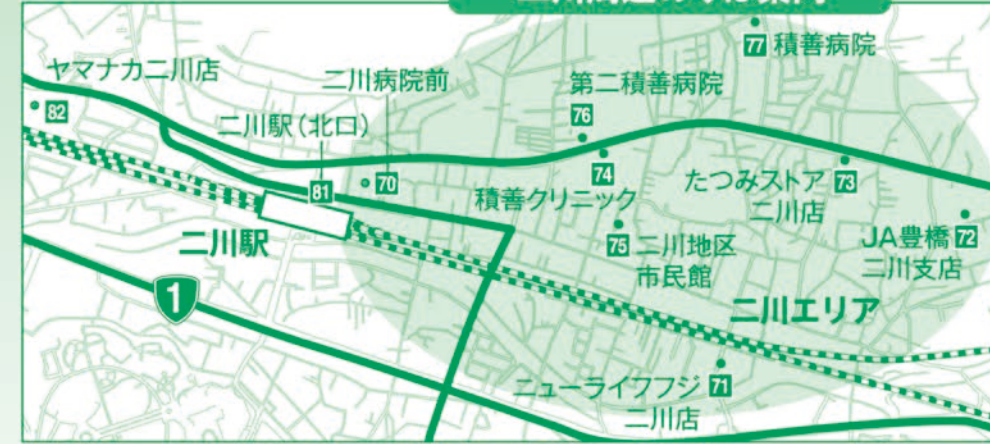 77 積善病院
ヤマナカ二川店
82
二川病院前
第二積善病院
76
二川駅(北口)
81
70
74
積善クリニック
たつみストア 73
二川店
75 二川地区
市民館
JA豊橋 72
二川支店
二川駅
1
二川エリア
ニューライフフジ 71
二川店